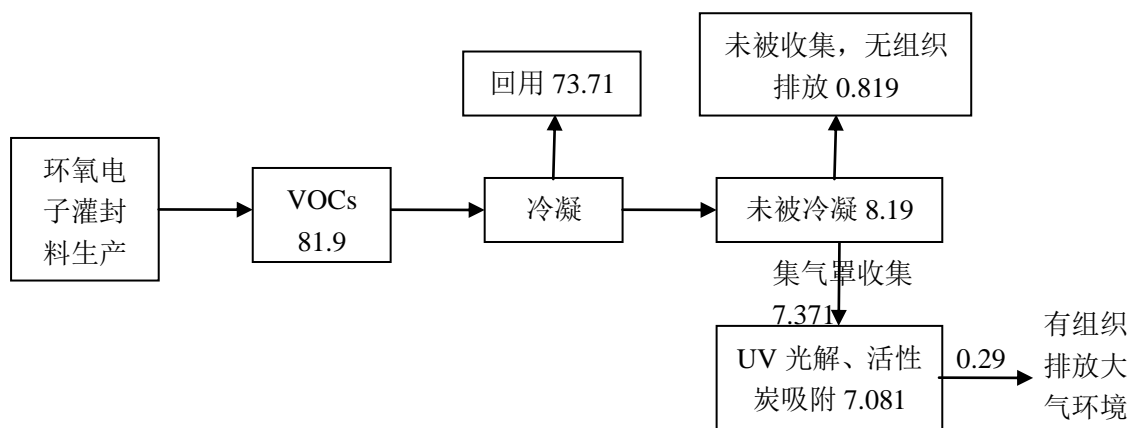 未被收集，无组织
排放 0.819
回用 73.71
环氧电
子灌封
料生产
VOCs
81.9
冷凝
未被冷凝 8.19
集气罩收集
7.371
UV 光解、活性
炭吸附 7.081
0.29
有组织
排放大
气环境